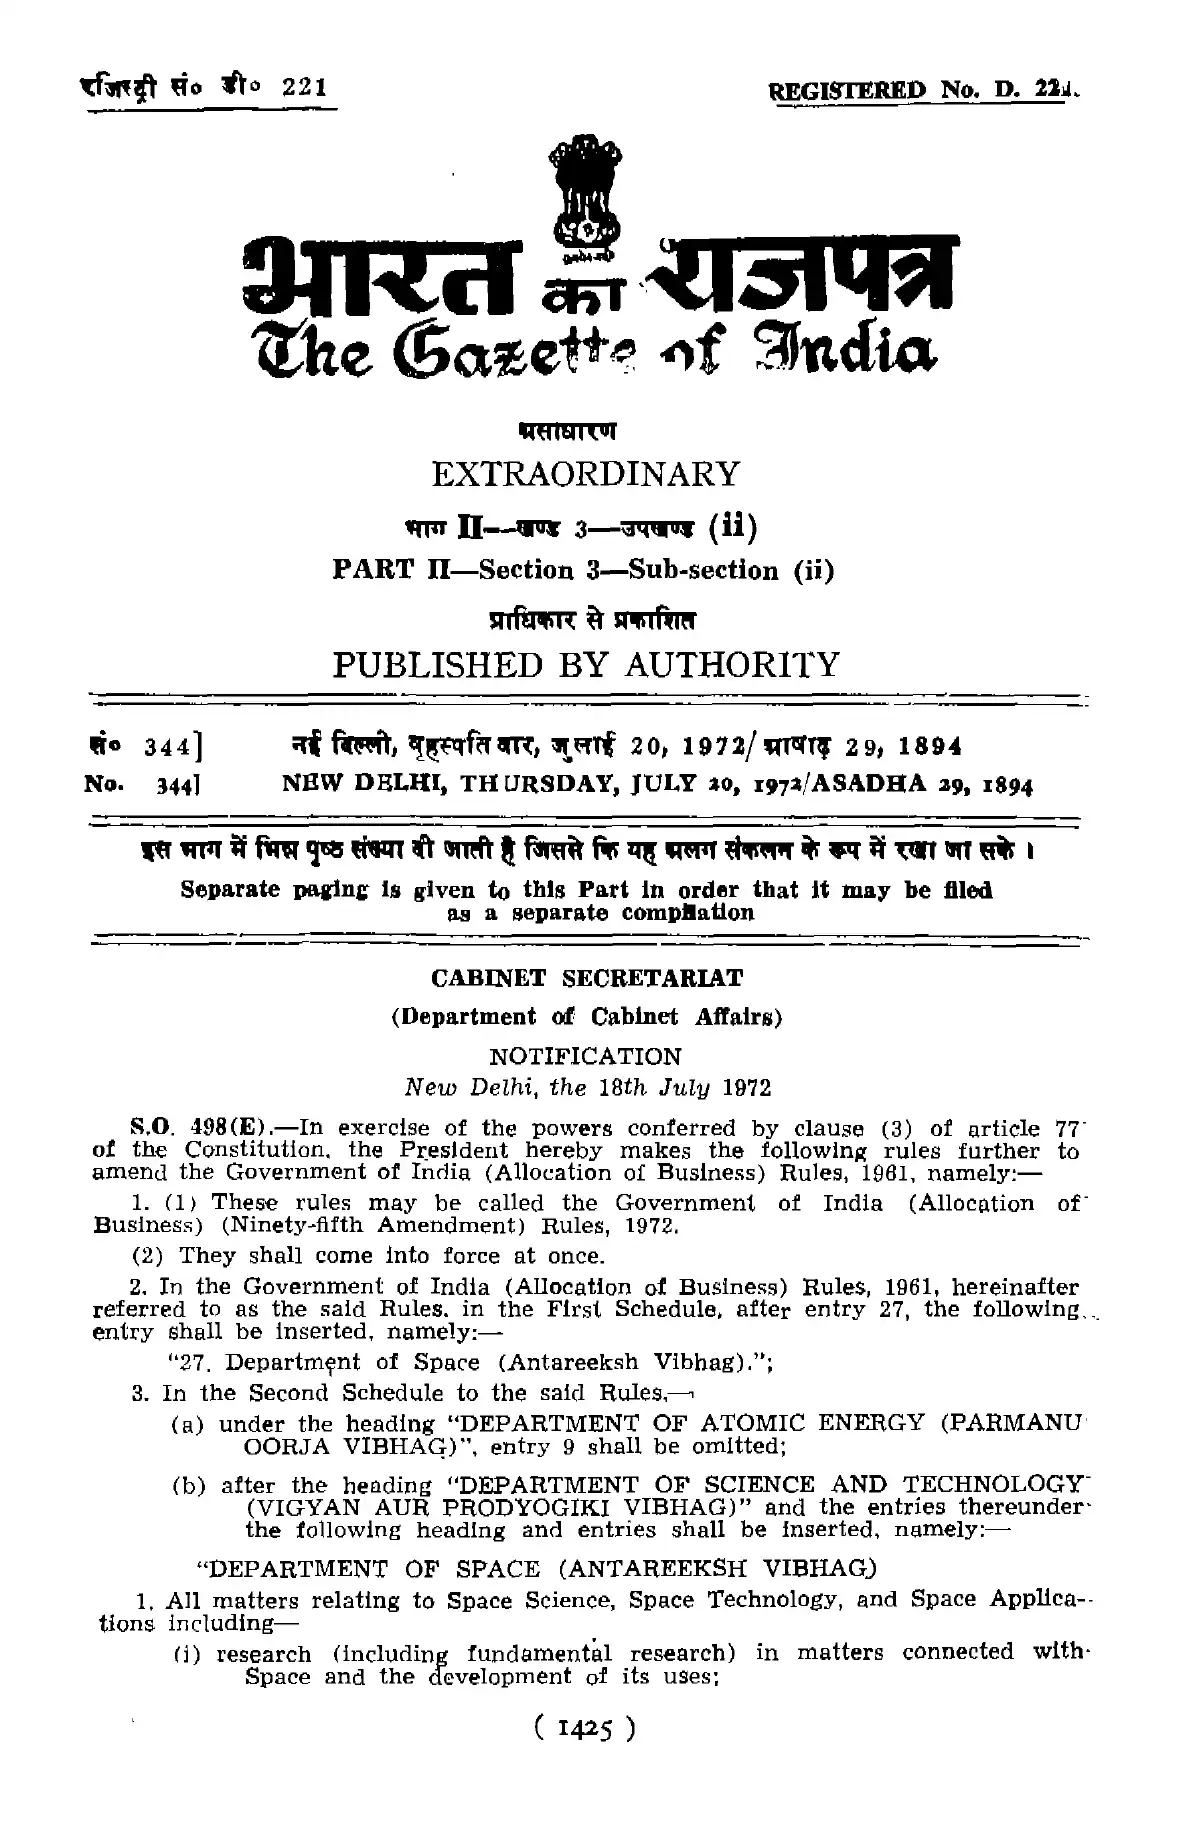 रजिस्ट्री सं० डी० 221
REGISTERED No. D. 221.
भारत का राजपत्र
The Gazette of India
असाधारण
EXTRAORDINARY
भाग II—खण्ड 3—उपखण्ड (ii)
PART II—Section 3—Sub-section (ii)
प्राधिकार से प्रकाशित
PUBLISHED BY AUTHORITY
सं० 344] नई दिल्ली, वृहस्पतिवार, जुलाई 20, 1972/आषाढ़ 29, 1894
No. 344] NEW DELHI, THURSDAY, JULY 20, 1972/ASADHA 29, 1894
इस भाग में भिन्न पृष्ठ संख्या दी जाती है जिससे कि यह अलग संकलन के रूप में रखा जा सके ।
Separate paging is given to this Part in order that it may be filed
as a separate compilation
CABINET SECRETARIAT
(Department of Cabinet Affairs)
NOTIFICATION
New Delhi, the 18th July 1972
S.O. 498(E).—In exercise of the powers conferred by clause (3) of article 77
of the Constitution, the President hereby makes the following rules further to
amend the Government of India (Allocation of Business) Rules, 1961, namely:—
1. (1) These rules may be called the Government of India (Allocation of
Business) (Ninety-fifth Amendment) Rules, 1972.
(2) They shall come into force at once.
2. In the Government of India (Allocation of Business) Rules, 1961, hereinafter
referred to as the said Rules, in the First Schedule, after entry 27, the following
entry shall be inserted, namely:—
"27. Department of Space (Antareeksh Vibhag).";
3. In the Second Schedule to the said Rules,—
(a) under the heading "DEPARTMENT OF ATOMIC ENERGY (PARMANU
OORJA VIBHAG)", entry 9 shall be omitted;
(b) after the heading "DEPARTMENT OF SCIENCE AND TECHNOLOGY
(VIGYAN AUR PRODYOGIKI VIBHAG)" and the entries thereunder
the following heading and entries shall be inserted, namely:—
"DEPARTMENT OF SPACE (ANTAREEKSH VIBHAG)
1. All matters relating to Space Science, Space Technology, and Space Applica-
tions including—
(i) research (including fundamental research) in matters connected with
Space and the development of its uses;
( 1425 )